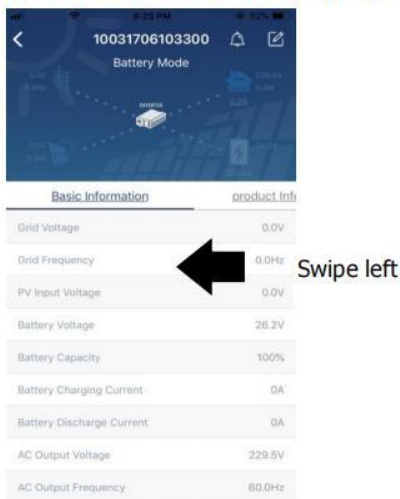 6:25 PM 82%
10031706103300
Battery Mode
INVERTER
Basic Information product Info
Grid Voltage 0.0V
Grid Frequency 0.0Hz
Swipe left
PV Input Voltage 0.0V
Battery Voltage 26.2V
Battery Capacity 100%
Battery Charging Current 0A
Battery Discharge Current 0A
AC Output Voltage 229.5V
AC Output Frequency 60.0Hz